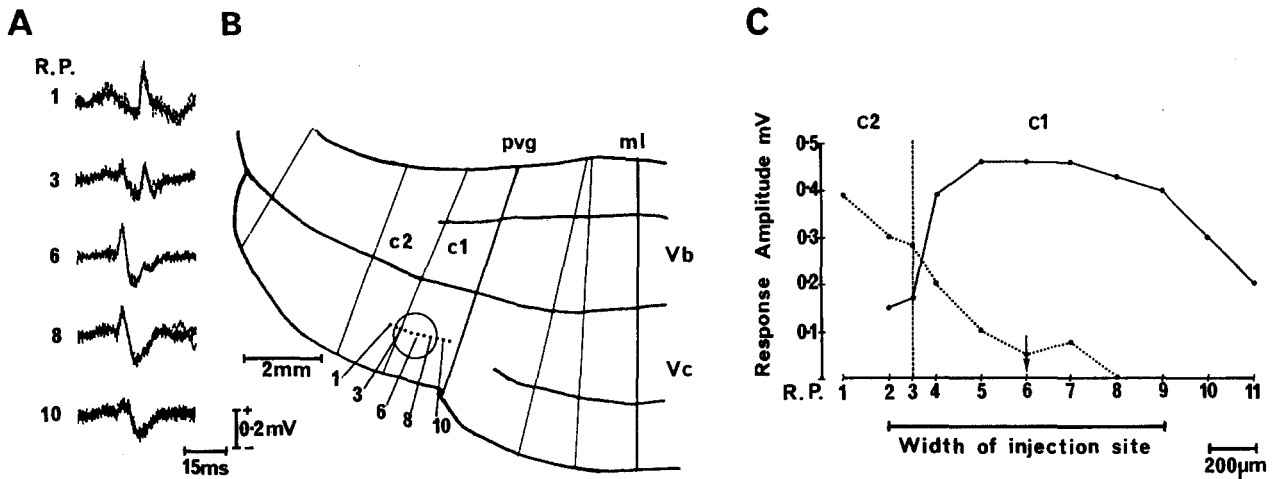 A
R.P.
1
3
6
8
10
+
0·2mV
-
15ms
B
pvg
ml
c2
c1
Vb
Vc
2mm
1
3
6
8
10
C
c2
c1
Response Amplitude mV
0·5
0·4
0·3
0·2
0·1
R.P. 1 2 3 4 5 6 7 8 9 10 11
Width of injection site
200µm